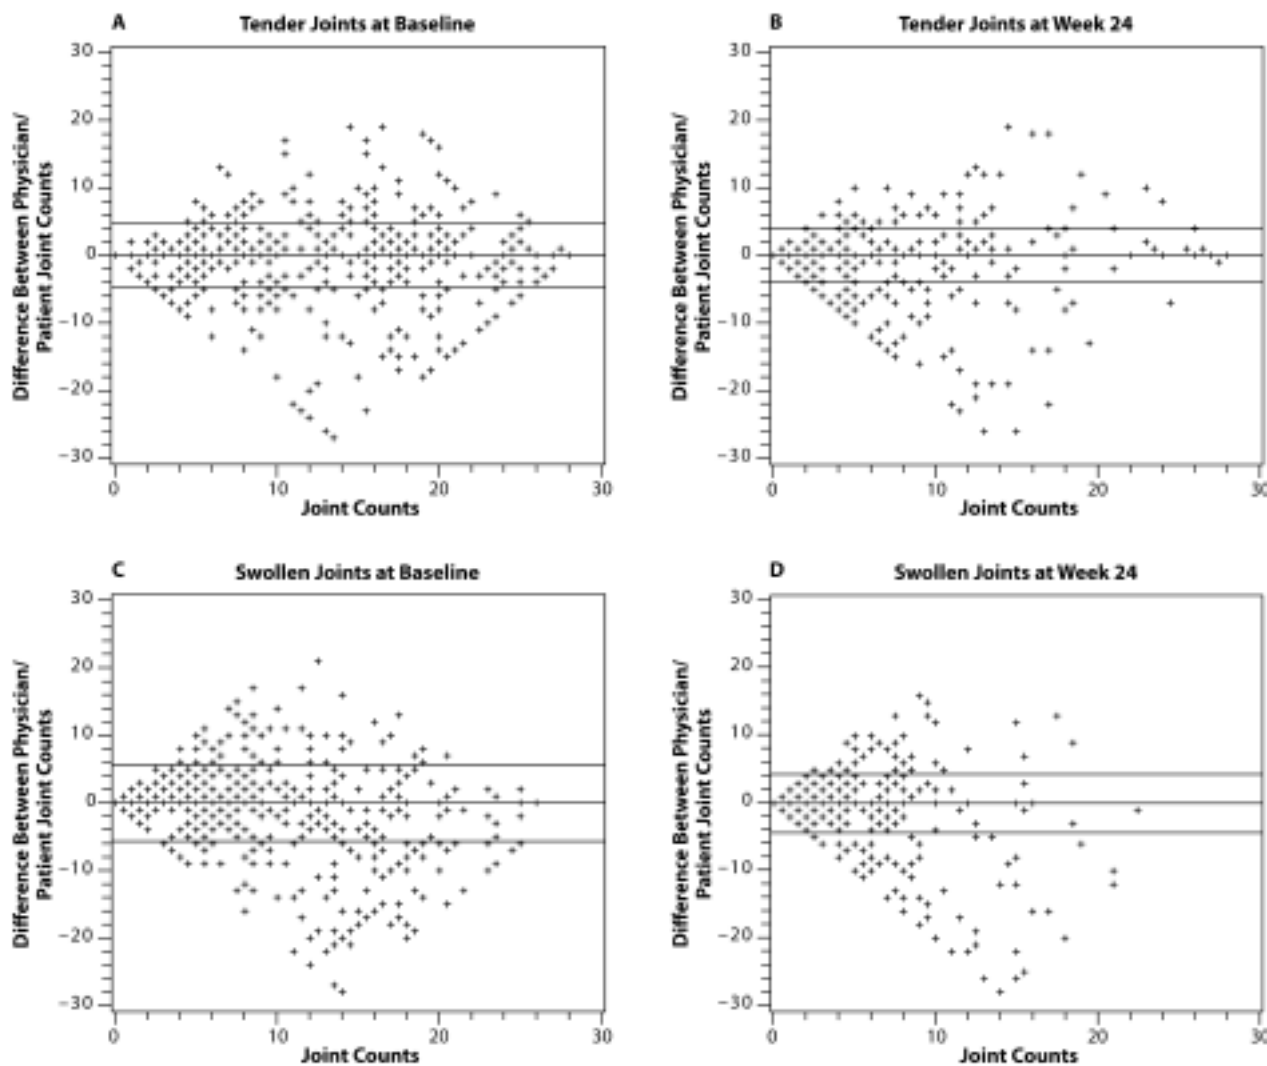 A Tender Joints at Baseline
30
20
10
0
−10
−20
−30
0 10 20 30
Joint Counts
Difference Between Physician/
Patient Joint Counts
B Tender Joints at Week 24
30
20
10
0
−10
−20
−30
0 10 20 30
Joint Counts
Difference Between Physician/
Patient Joint Counts
C Swollen Joints at Baseline
30
20
10
0
−10
−20
−30
0 10 20 30
Joint Counts
Difference Between Physician/
Patient Joint Counts
D Swollen Joints at Week 24
30
20
10
0
−10
−20
−30
0 10 20 30
Joint Counts
Difference Between Physician/
Patient Joint Counts